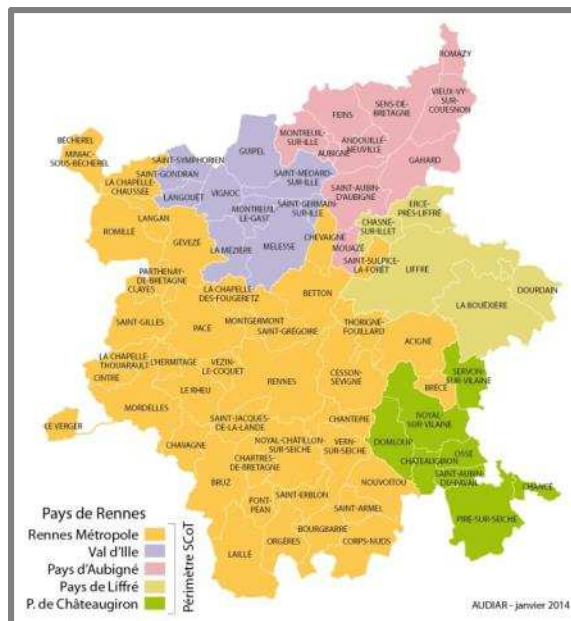 ROMAZY
VIEUX-VY-
SUR-
COUESNON
SENS-DE-
BRETAGNE
FEINS
MONTREUIL-
SUR-ILLE
ANDOUILLE-
NEUVILLE
AUBIGNE
GAHARD
BÉCHEREL
MINIAC-
SOUS-BÉCHEREL
GUIPEL
SAINT-SYMPHORIEN
SAINT-GONDRAN
LA CHAPELLE-
CHAUSSEE
LANGOUËT
VIGNOC
SAINT-MEDARD-
SUR-ILLE
SAINT-AUBIN-
D'AUBIGNÉ
MONTREUIL-
LE-GAST
SAINT-GERMAIN-
SUR-ILLE
ERCÉ-
PRÈS-LIFFRÉ
CHASNÉ-
SUR-ILLET
LANGAN
ROMILLÉ
GÉVEZÉ
LA MÉZIÈRE
MELESSE
CHEVAIGNE
MOUAZÉ
SAINT-SULPICE-
LA-FORÊT
LIFFRÉ
DOURDAIN
LA BOUËXIÈRE
PARTHENAY-
DE-BRETAGNE
CLAYES
LA CHAPELLE-
DES-FOUGERETZ
BETTON
SAINT-GILLES
PACÉ
MONTGERMONT
SAINT-GRÉGOIRE
THORIGNÉ-
FOUILLARD
ACIGNÉ
LA CHAPELLE-
THOUARAULT
L'HERMITAGE
VEZIN-
LE-COQUET
CINTRÉ
LE RHEU
RENNES
CESSON-
SÉVIGNÉ
BRÉCÉ
SERVON-
SUR-VILAINE
MORDELLES
LE VERGER
SAINT-JACQUES-
DE-LA-LANDE
CHANTEPIE
NOYAL-
SUR-VILAINE
DOMLOUP
CHAVAGNE
NOYAL-CHÂTILLON-
SUR-SEICHE
VERN-
SUR-SEICHE
CHARTRES-
DE-BRETAGNE
CHÂTEAUGIRON
OSSÉ
SAINT-AUBIN-
DU-PAVAIL
BRUZ
NOUVOITOU
CHANCÉ
PONT-
PÉAN
SAINT-ERBLON
SAINT-ARMEL
PIRÉ-SUR-SEICHE
BOURGBARRÉ
ORGÈRES
CORPS-NUDS
LAILLÉ
Pays de Rennes
Rennes Métropole
Val d'Ille
Pays d'Aubigné
Pays de Liffré
P. de Châteaugiron
Périmètre SCoT
AUDIAR - janvier 2014